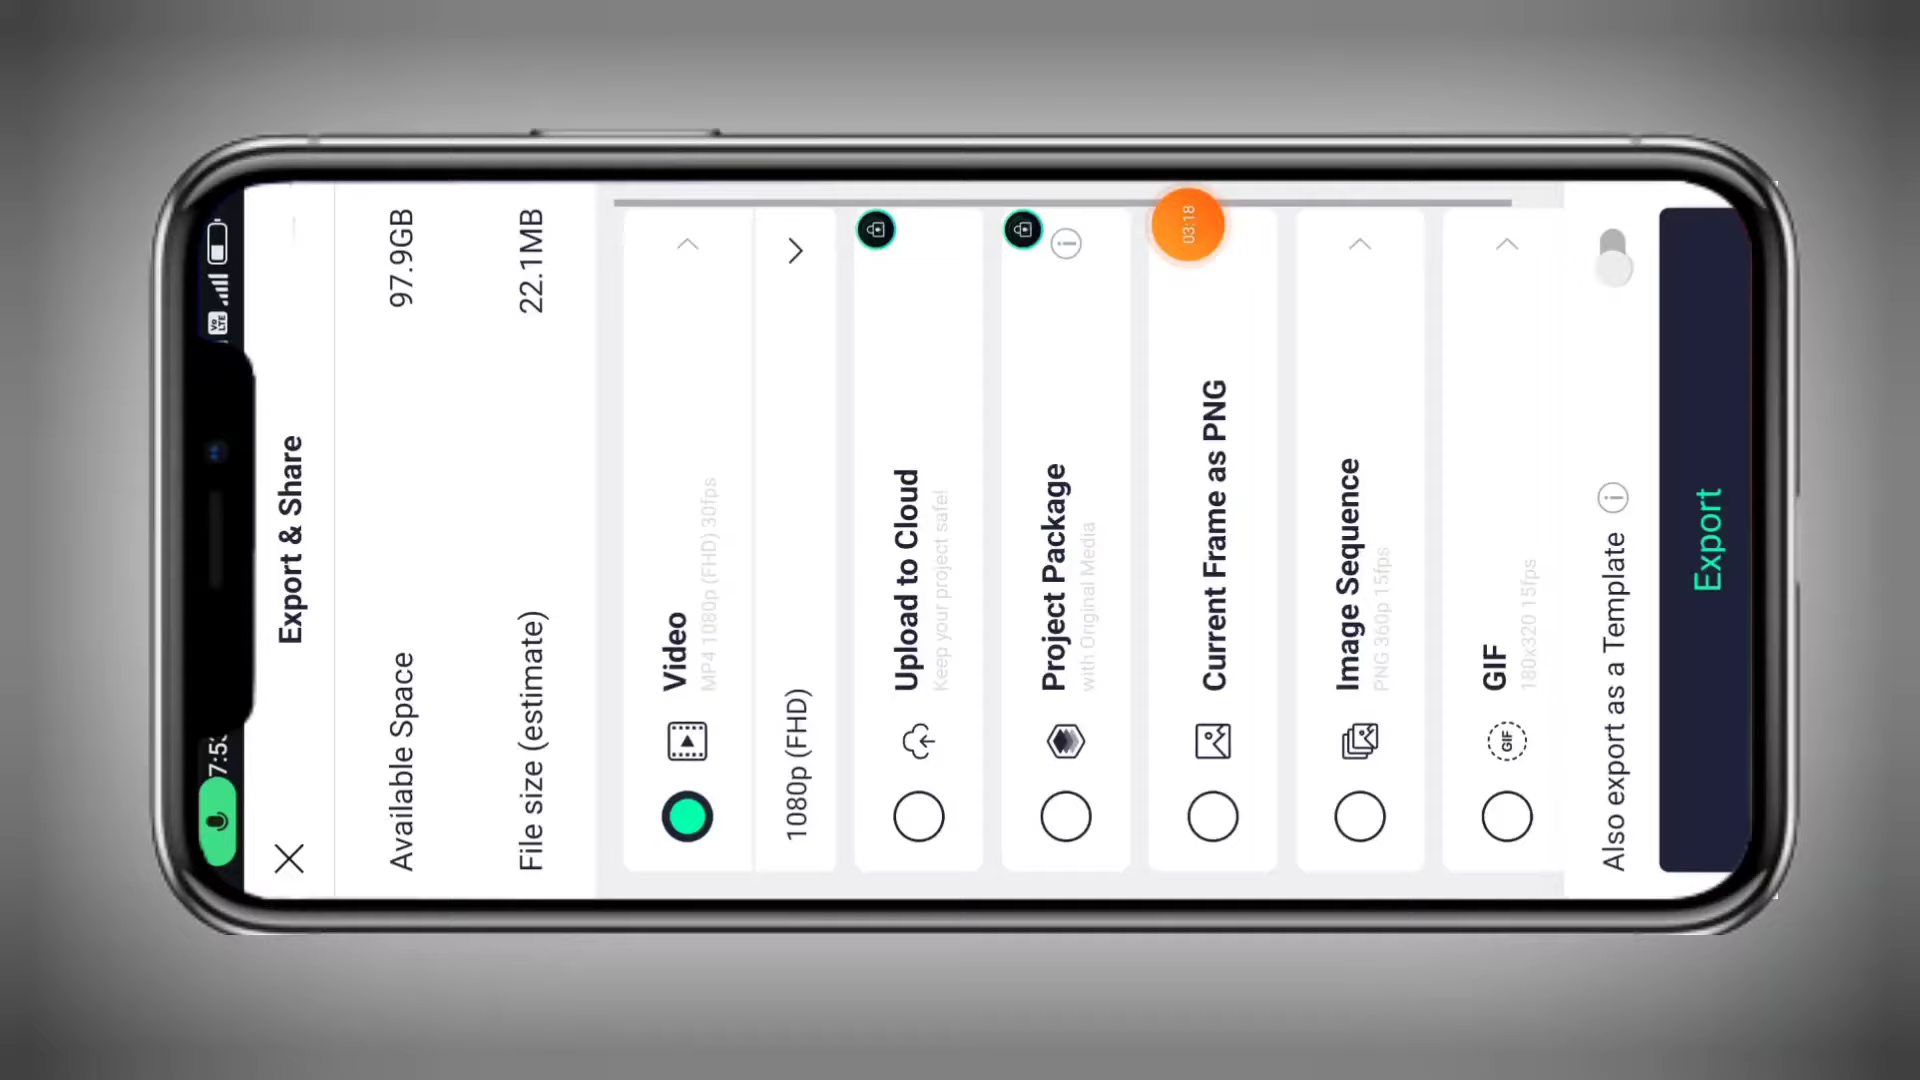 Vo
LTE
Export & Share
Available Space
97.9GB
File size (estimate)
22.1MB
Video
MP4 1080p (FHD) 30fps
1080p (FHD)
Upload to Cloud
Keep your project safe!
Project Package
with Original Media
Current Frame as PNG
03:18
Image Sequence
PNG 360p 15fps
GIF
GIF
180x320 15fps
Also export as a Template
Export